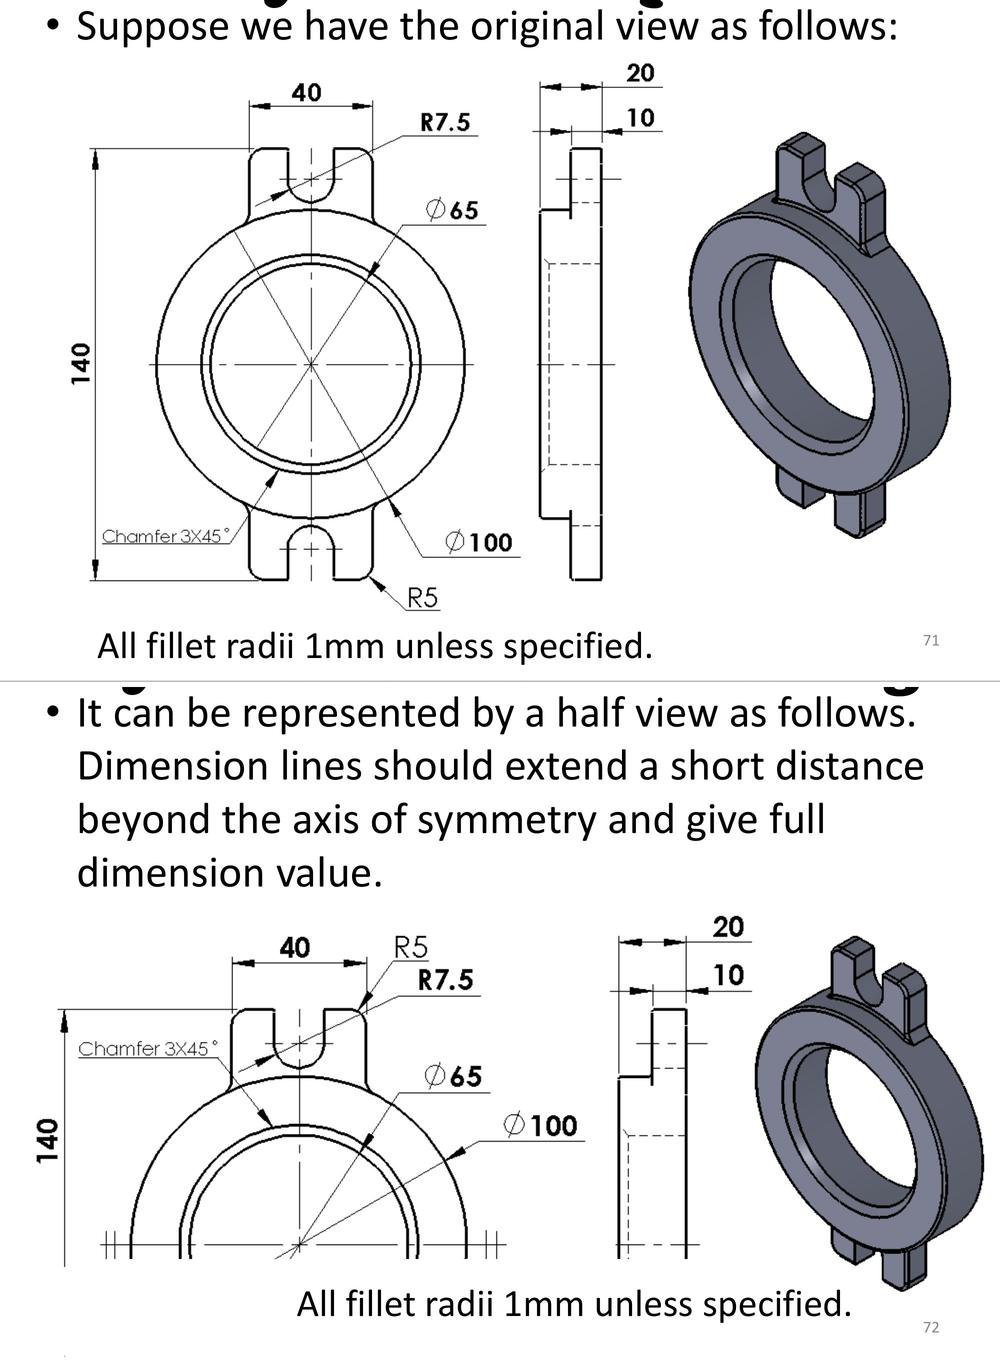 • Suppose we have the original view as follows:
40
R7.5
20
10
∅65
140
Chamfer 3X45°
∅100
R5
All fillet radii 1mm unless specified.
71
• It can be represented by a half view as follows.
Dimension lines should extend a short distance
beyond the axis of symmetry and give full
dimension value.
40
R5
R7.5
20
10
Chamfer 3X45°
∅65
∅100
140
All fillet radii 1mm unless specified.
72